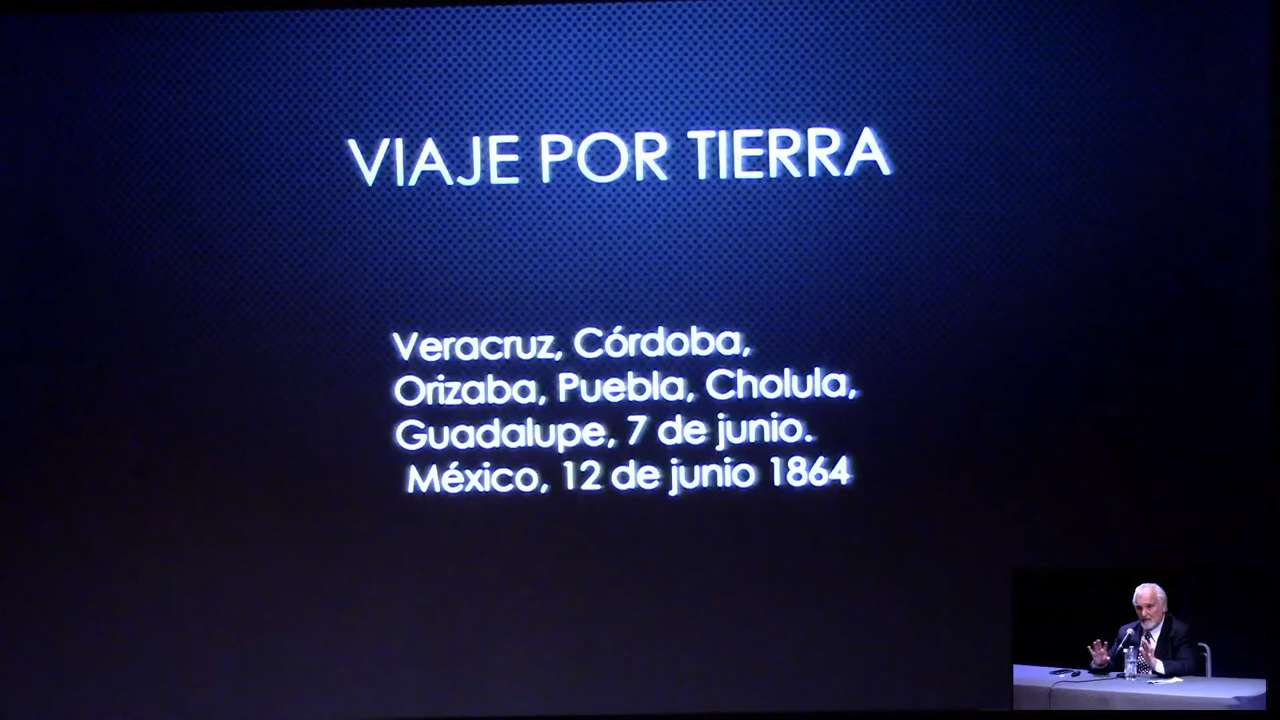 VIAJE POR TIERRA
Veracruz, Córdoba,
Orizaba, Puebla, Cholula,
Guadalupe, 7 de junio.
México, 12 de junio 1864